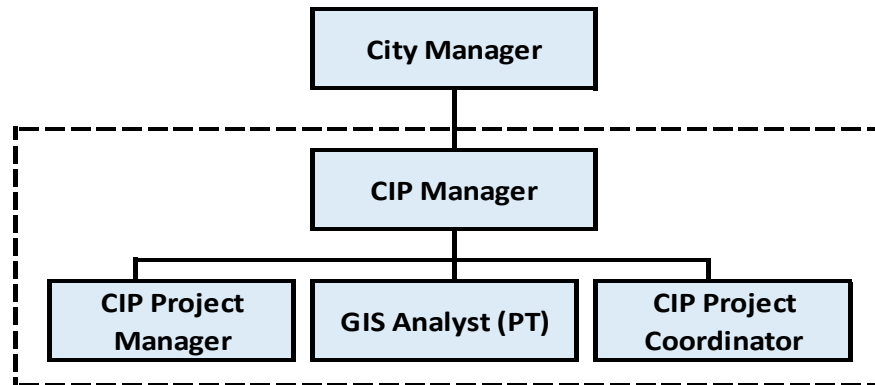 City Manager
CIP Manager
CIP Project
Manager
GIS Analyst (PT)
CIP Project
Coordinator